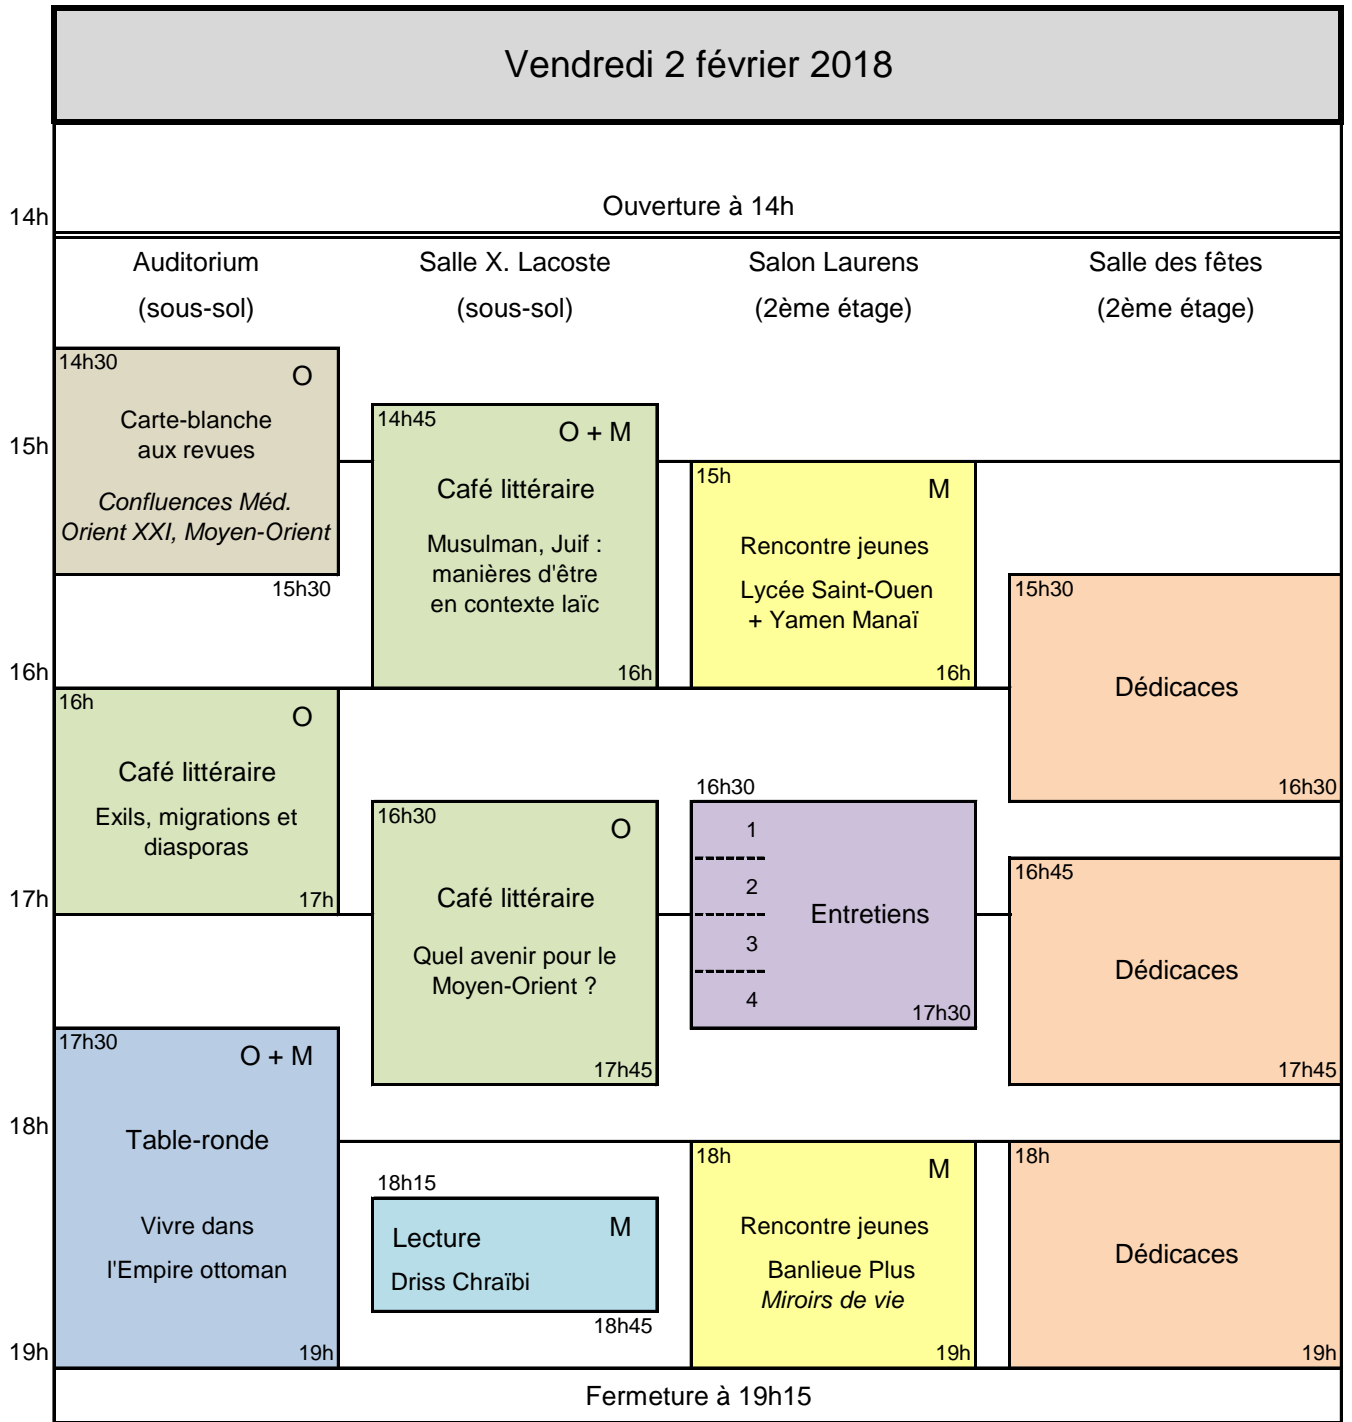 Vendredi 2 février 2018
Ouverture à 14h
14h
Auditorium
(sous-sol)
Salle X. Lacoste
(sous-sol)
Salon Laurens
(2ème étage)
Salle des fêtes
(2ème étage)
14h30
O
Carte-blanche
aux revues
Confluences Méd.
Orient XXI, Moyen-Orient
15h30
14h45
O + M
Café littéraire
Musulman, Juif :
manières d'être
en contexte laïc
16h
15h
15h
M
Rencontre jeunes
Lycée Saint-Ouen
+ Yamen Manaï
16h
15h30
Dédicaces
16h30
16h
16h
O
Café littéraire
Exils, migrations et
diasporas
17h
16h30
O
Café littéraire
Quel avenir pour le
Moyen-Orient ?
17h45
16h30
1
2
3
4
Entretiens
17h30
16h45
Dédicaces
17h45
17h
17h30
O + M
Table-ronde
Vivre dans
l'Empire ottoman
19h
18h
18h15
Lecture
M
Driss Chraïbi
18h45
18h
M
Rencontre jeunes
Banlieue Plus
Miroirs de vie
19h
18h
Dédicaces
19h
19h
Fermeture à 19h15